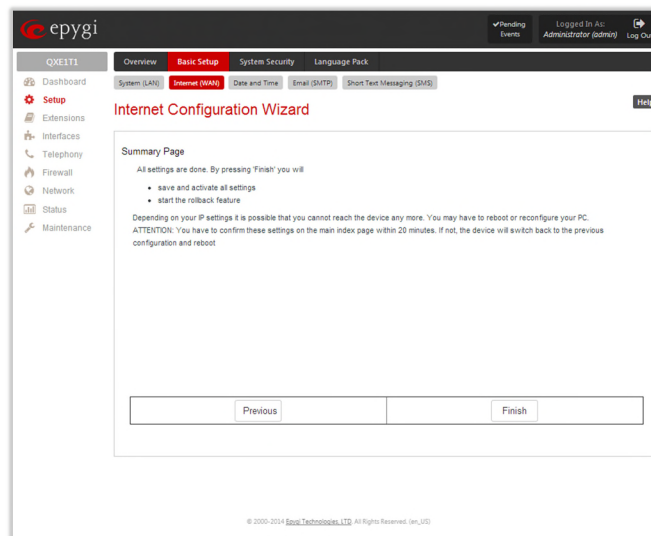 epygi
✔Pending Events
Logged In As:
Administrator (admin)
Log Ou
QXE1T1
Overview Basic Setup System Security Language Pack
System (LAN) Internet (WAN) Date and Time Email (SMTP) Short Text Messaging (SMS)
Dashboard
Setup
Extensions
Interfaces
Telephony
Firewall
Network
Status
Maintenance
Internet Configuration Wizard
Help
Summary Page
All settings are done. By pressing 'Finish' you will
• save and activate all settings
• start the rollback feature
Depending on your IP settings it is possible that you cannot reach the device any more. You may have to reboot or reconfigure your PC.
ATTENTION: You have to confirm these settings on the main index page within 20 minutes. If not, the device will switch back to the previous
configuration and reboot
Previous Finish
© 2000-2014 Epygi Technologies, LTD. All Rights Reserved. (en_US)